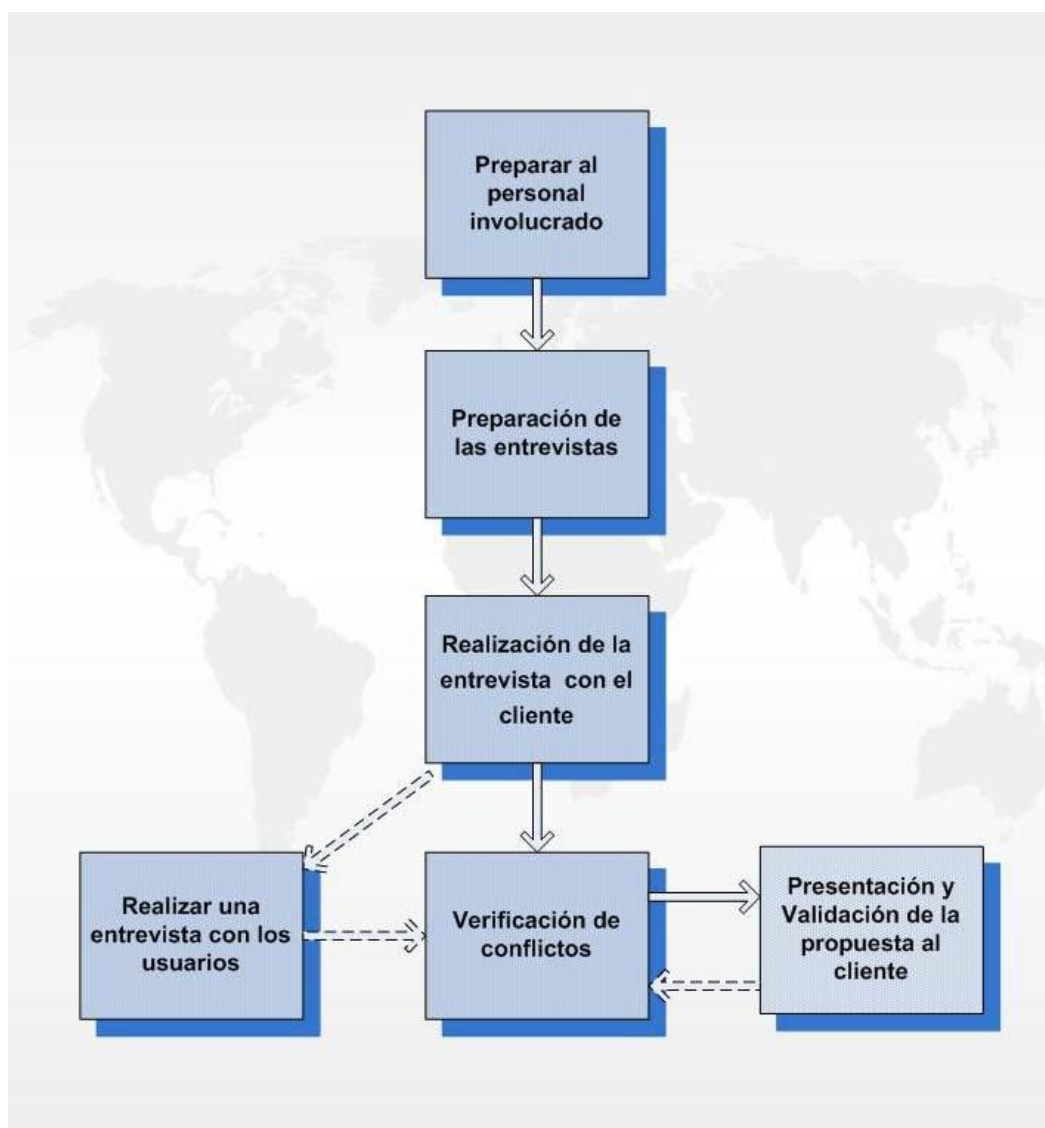 Preparar al
personal
involucrado
Preparación de
las entrevistas
Realización de la
entrevista con el
cliente
Realizar una
entrevista con los
usuarios
Verificación de
conflictos
Presentación y
Validación de la
propuesta al
cliente